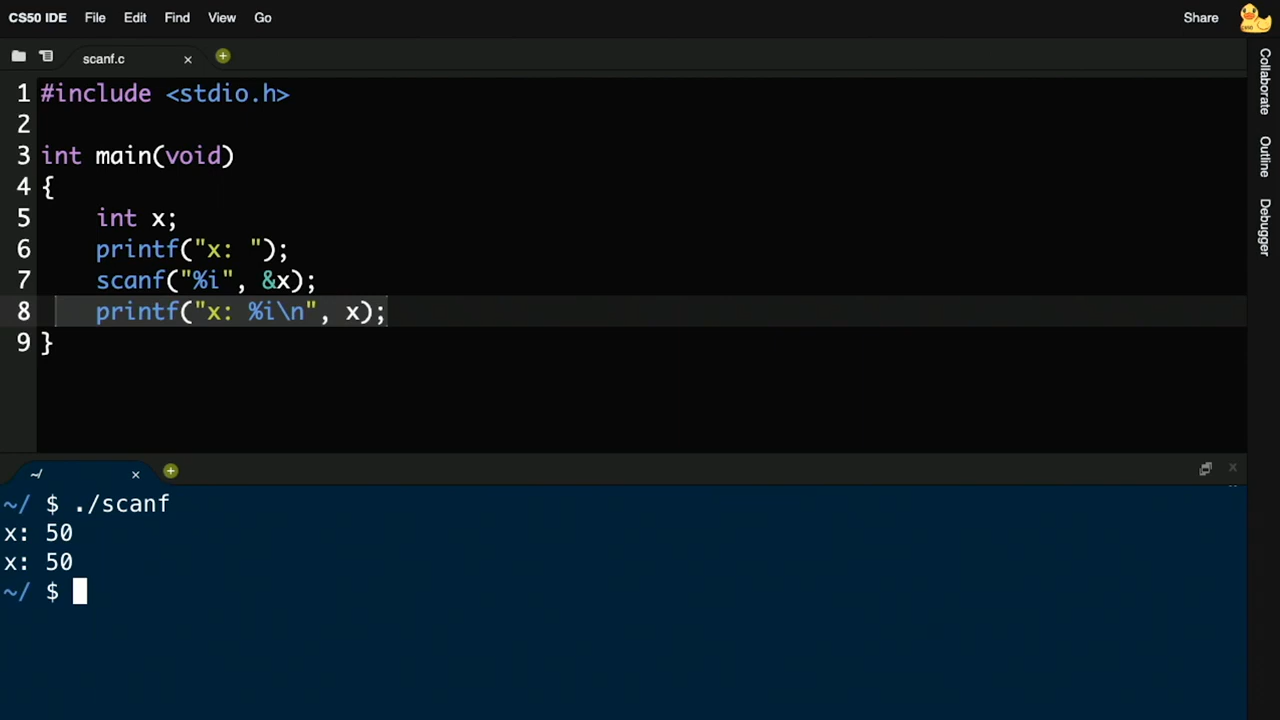 CS50 IDE File Edit Find View Go Share
scanf.c
1 #include <stdio.h>
2
3 int main(void)
4 {
5     int x;
6     printf("x: ");
7     scanf("%i", &x);
8     printf("x: %i\n", x);
9 }
~/
~/ $ ./scanf
x: 50
x: 50
~/ $
Collaborate
Outline
Debugger